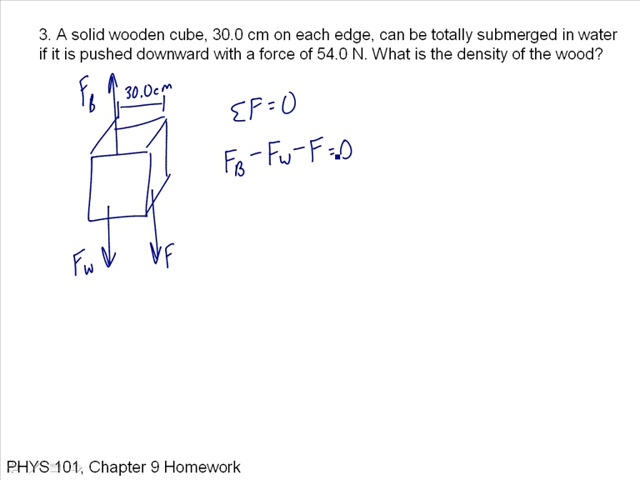 3. A solid wooden cube, 30.0 cm on each edge, can be totally submerged in water
if it is pushed downward with a force of 54.0 N. What is the density of the wood?
F_B 30.0cm
ΣF=0
F_B-F_W-F=0
F_W F
PHYS 101, Chapter 9 Homework